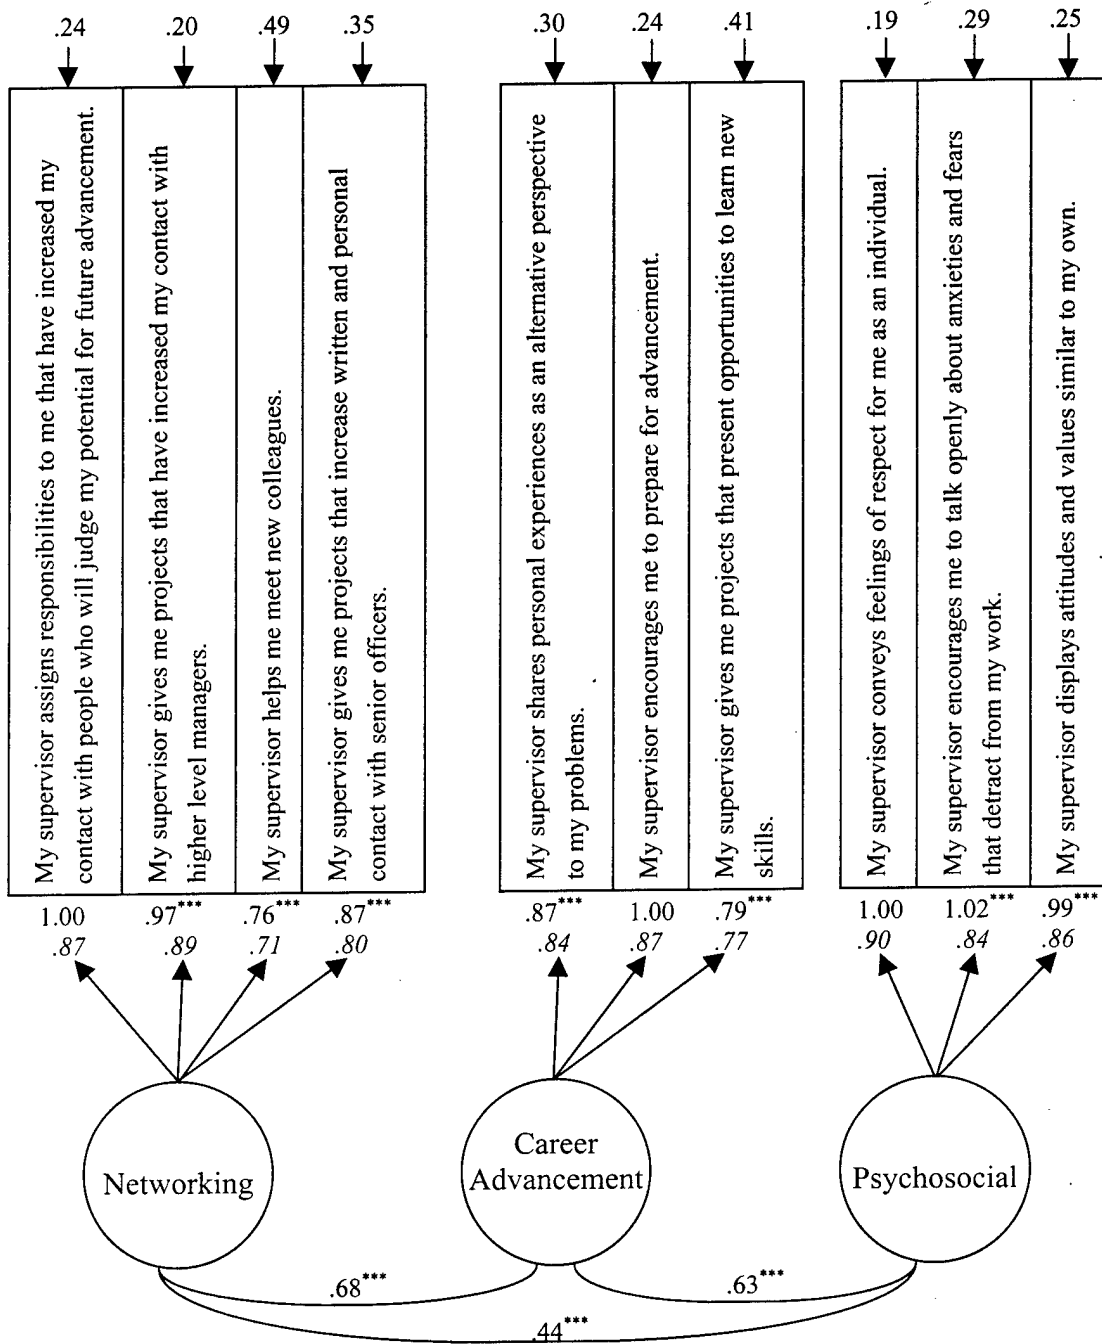 .24
.20
.49
.35
.30
.24
.41
.19
.29
.25
My supervisor assigns responsibilities to me that have increased my
contact with people who will judge my potential for future advancement.
My supervisor gives me projects that have increased my contact with
higher level managers.
My supervisor helps me meet new colleagues.
My supervisor gives me projects that increase written and personal
contact with senior officers.
My supervisor shares personal experiences as an alternative perspective
to my problems.
My supervisor encourages me to prepare for advancement.
My supervisor gives me projects that present opportunities to learn new
skills.
My supervisor conveys feelings of respect for me as an individual.
My supervisor encourages me to talk openly about anxieties and fears
that detract from my work.
My supervisor displays attitudes and values similar to my own.
1.00 .97*** .76*** .87*** .87*** 1.00 .79*** 1.00 1.02*** .99***
.87 .89 .71 .80 .84 .87 .77 .90 .84 .86
Networking
Career
Advancement
Psychosocial
.68***
.63***
.44***